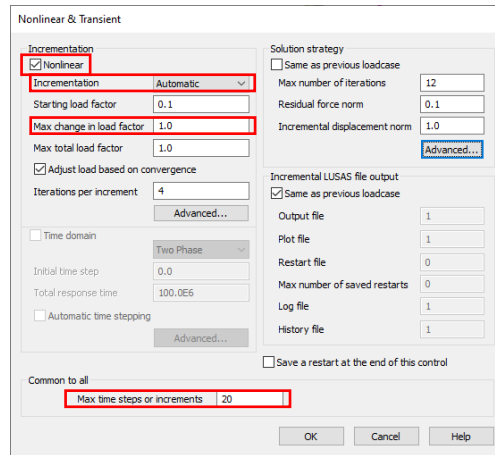 Nonlinear & Transient
Incrementation
Nonlinear
Incrementation Automatic
Starting load factor 0.1
Max change in load factor 1.0
Max total load factor 1.0
Adjust load based on convergence
Iterations per increment 4
Advanced...
Time domain
Two Phase
Initial time step 0.0
Total response time 100.0E6
Automatic time stepping
Advanced...
Common to all
Max time steps or increments 20
Solution strategy
Same as previous loadcase
Max number of iterations 12
Residual force norm 0.1
Incremental displacement norm 1.0
Advanced...
Incremental LUSAS file output
Same as previous loadcase
Output file 1
Plot file 1
Restart file 0
Max number of saved restarts 0
Log file 1
History file 1
Save a restart at the end of this control
OK Cancel Help